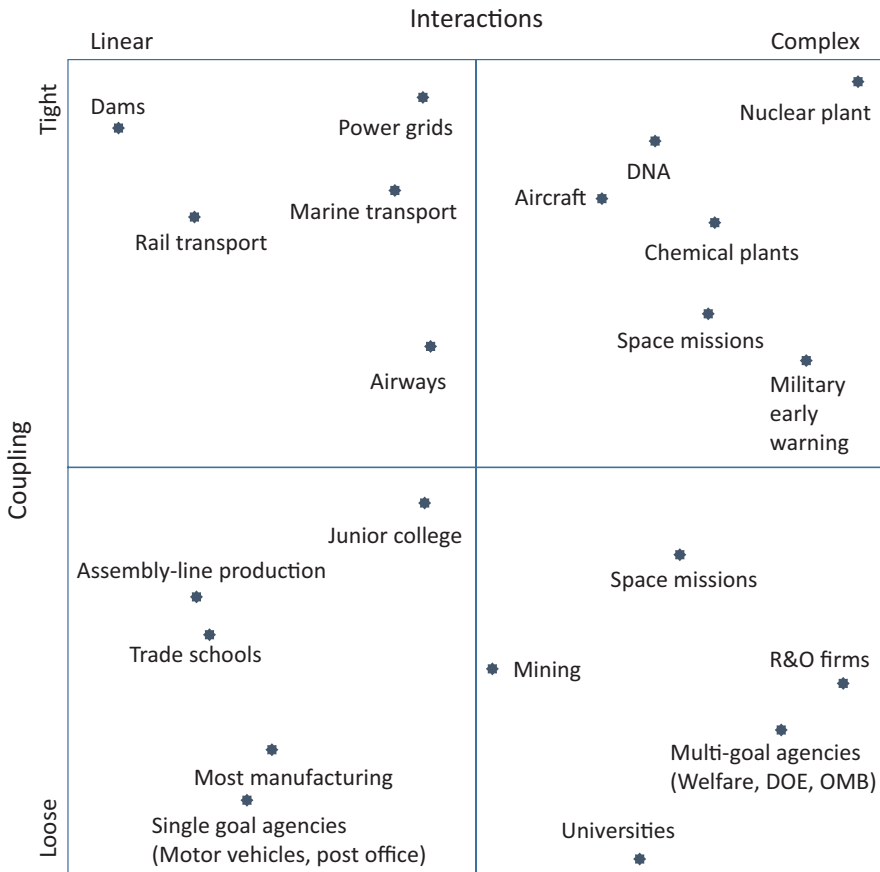 Interactions
Linear
Complex
Tight
Coupling
Loose
Dams
Power grids
Marine transport
Rail transport
Airways
Nuclear plant
DNA
Aircraft
Chemical plants
Space missions
Military
early
warning
Junior college
Assembly-line production
Trade schools
Most manufacturing
Single goal agencies
(Motor vehicles, post office)
Space missions
Mining
R&O firms
Multi-goal agencies
(Welfare, DOE, OMB)
Universities